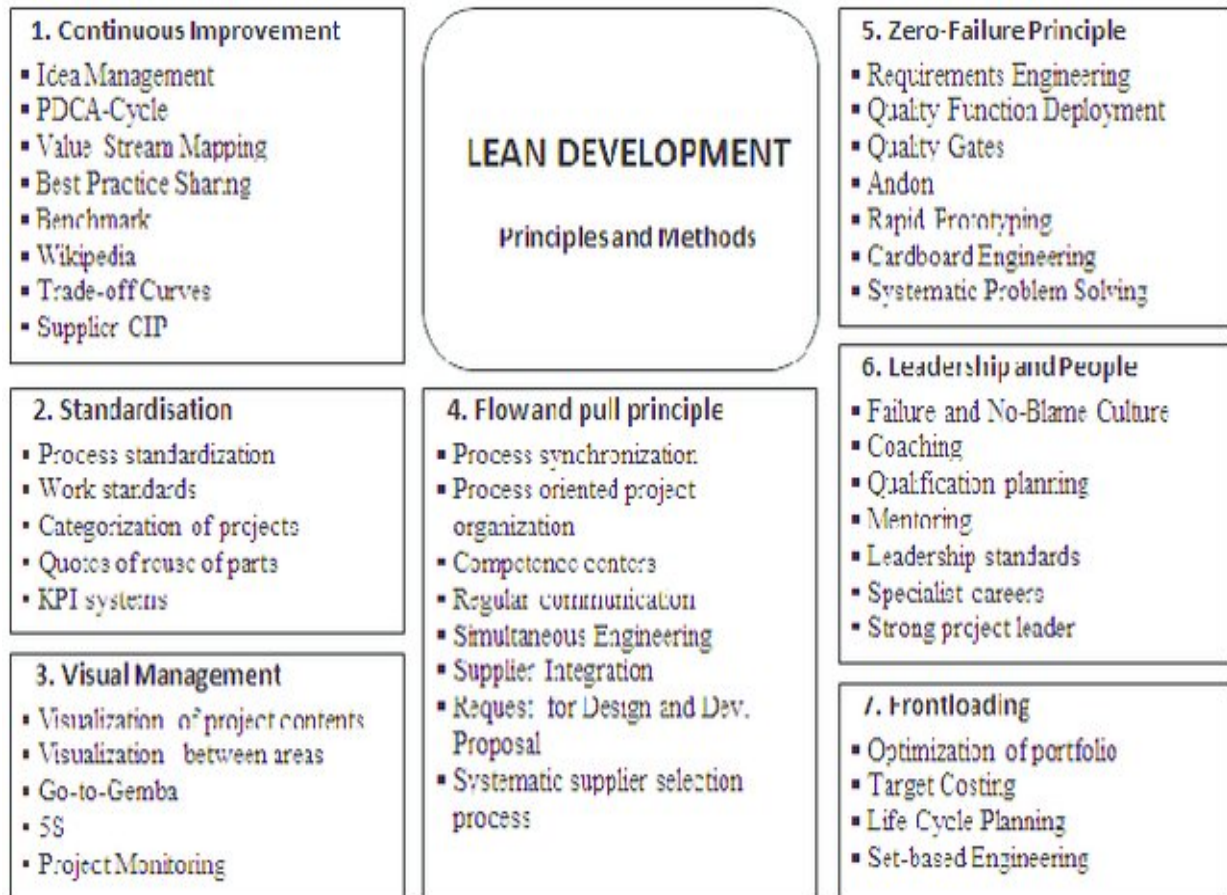 1. Continuous Improvement
▪ Idea Management
▪ PDCA-Cycle
▪ Value Stream Mapping
▪ Best Practice Sharing
▪ Benchmark
▪ Wikipedia
▪ Trade-off Curves
▪ Supplier CIP
2. Standardisation
▪ Process standardization
▪ Work standards
▪ Categorization of projects
▪ Quotes of reuse of parts
▪ KPI systems
3. Visual Management
▪ Visualization of project contents
▪ Visualization between areas
▪ Go-to-Gemba
▪ 5S
▪ Project Monitoring
LEAN DEVELOPMENT
Principles and Methods
4. Flow and pull principle
▪ Process synchronization
▪ Process oriented project
organization
▪ Competence centers
▪ Regular communication
▪ Simultaneous Engineering
▪ Supplier Integration
▪ Request for Design and Dev.
Proposal
▪ Systematic supplier selection
process
5. Zero-Failure Principle
▪ Requirements Engineering
▪ Quality Function Deployment
▪ Quality Gates
▪ Andon
▪ Rapid Prototyping
▪ Cardboard Engineering
▪ Systematic Problem Solving
6. Leadership and People
▪ Failure and No-Blame Culture
▪ Coaching
▪ Qualification planning
▪ Mentoring
▪ Leadership standards
▪ Specialist careers
▪ Strong project leader
7. Frontloading
▪ Optimization of portfolio
▪ Target Costing
▪ Life Cycle Planning
▪ Set-based Engineering